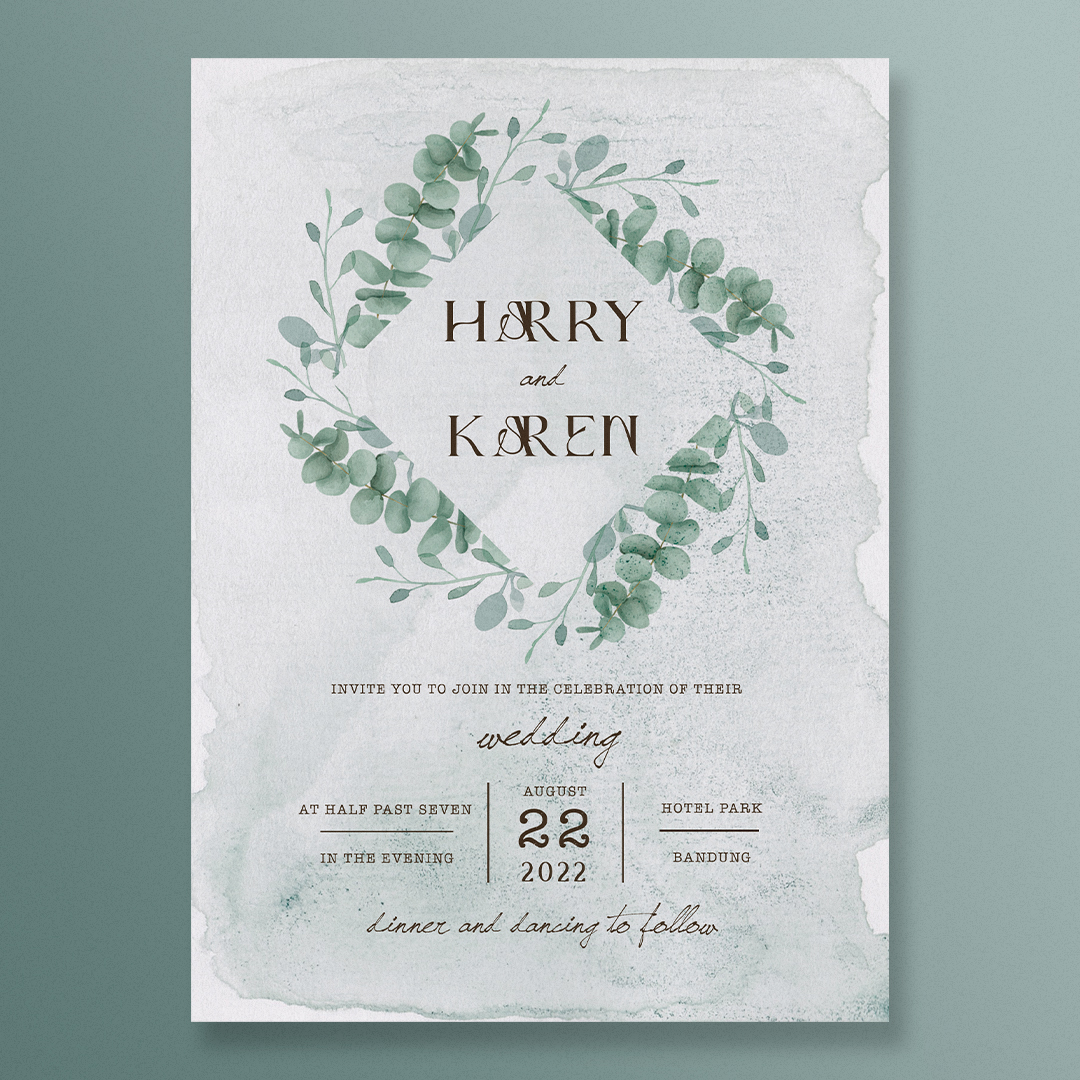 HARRY
and
KAREN
INVITE YOU TO JOIN IN THE CELEBRATION OF THEIR
wedding
AT HALF PAST SEVEN
IN THE EVENING
AUGUST
22
2022
HOTEL PARK
BANDUNG
dinner and dancing to follow